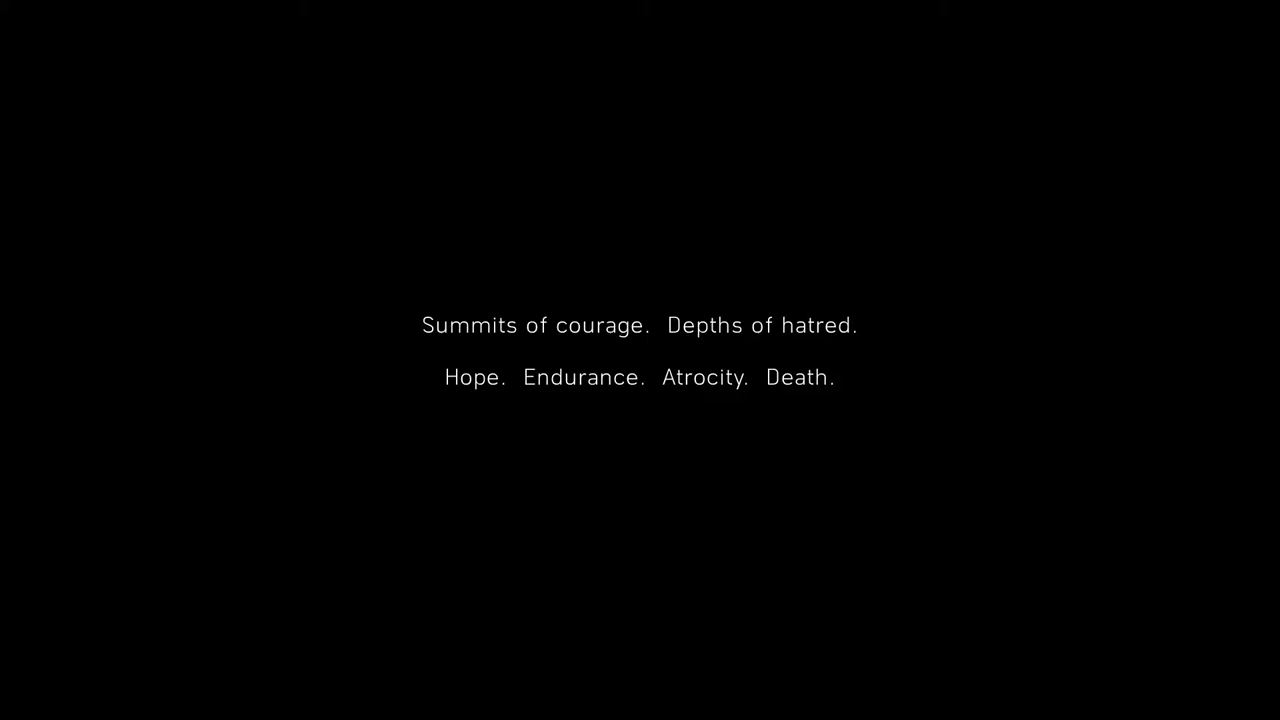 Summits of courage. Depths of hatred.
Hope. Endurance. Atrocity. Death.